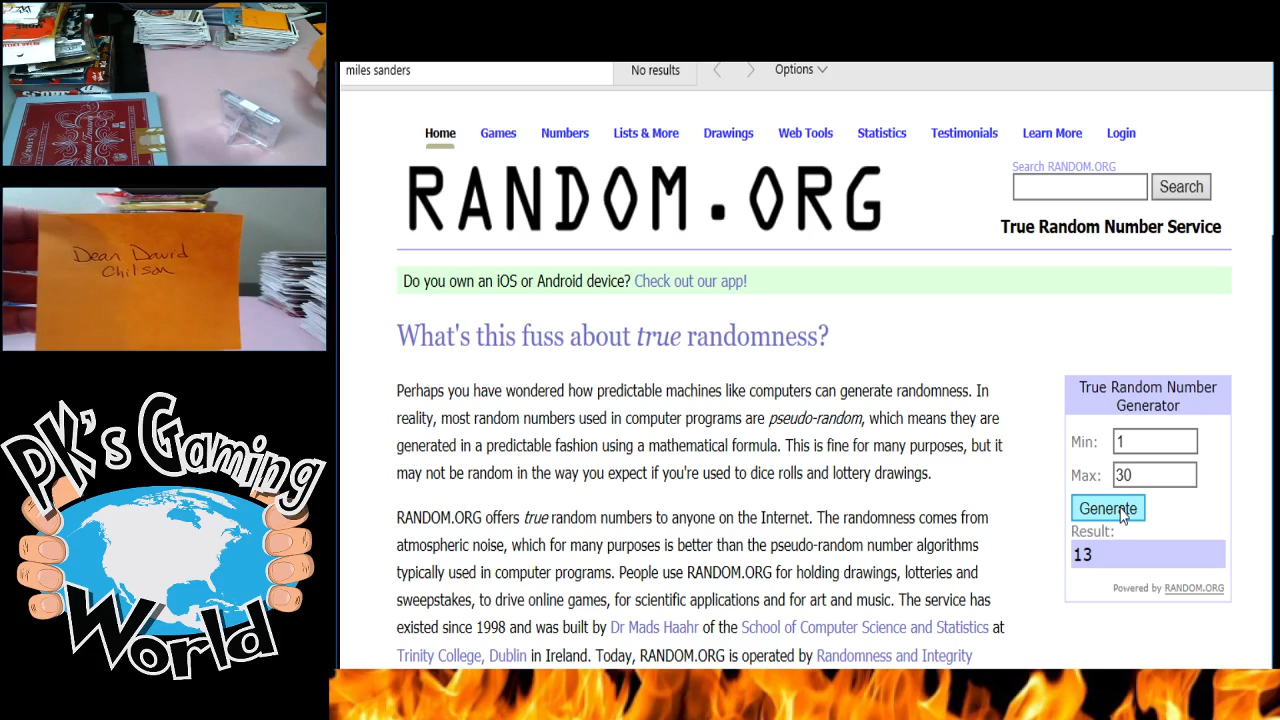 miles sanders
No results
Options
Home Games Numbers Lists & More Drawings Web Tools Statistics Testimonials Learn More Login
RANDOM.ORG
Search RANDOM.ORG
Search
True Random Number Service
Do you own an iOS or Android device? Check out our app!
What's this fuss about true randomness?
Perhaps you have wondered how predictable machines like computers can generate randomness. In
reality, most random numbers used in computer programs are pseudo-random, which means they are
generated in a predictable fashion using a mathematical formula. This is fine for many purposes, but it
may not be random in the way you expect if you're used to dice rolls and lottery drawings.
RANDOM.ORG offers true random numbers to anyone on the Internet. The randomness comes from
atmospheric noise, which for many purposes is better than the pseudo-random number algorithms
typically used in computer programs. People use RANDOM.ORG for holding drawings, lotteries and
sweepstakes, to drive online games, for scientific applications and for art and music. The service has
existed since 1998 and was built by Dr Mads Haahr of the School of Computer Science and Statistics at
Trinity College, Dublin in Ireland. Today, RANDOM.ORG is operated by Randomness and Integrity
True Random Number
Generator
Min: 1
Max: 30
Generate
Result:
13
Powered by RANDOM.ORG
Dean David
Chilson
PK's Gaming
World